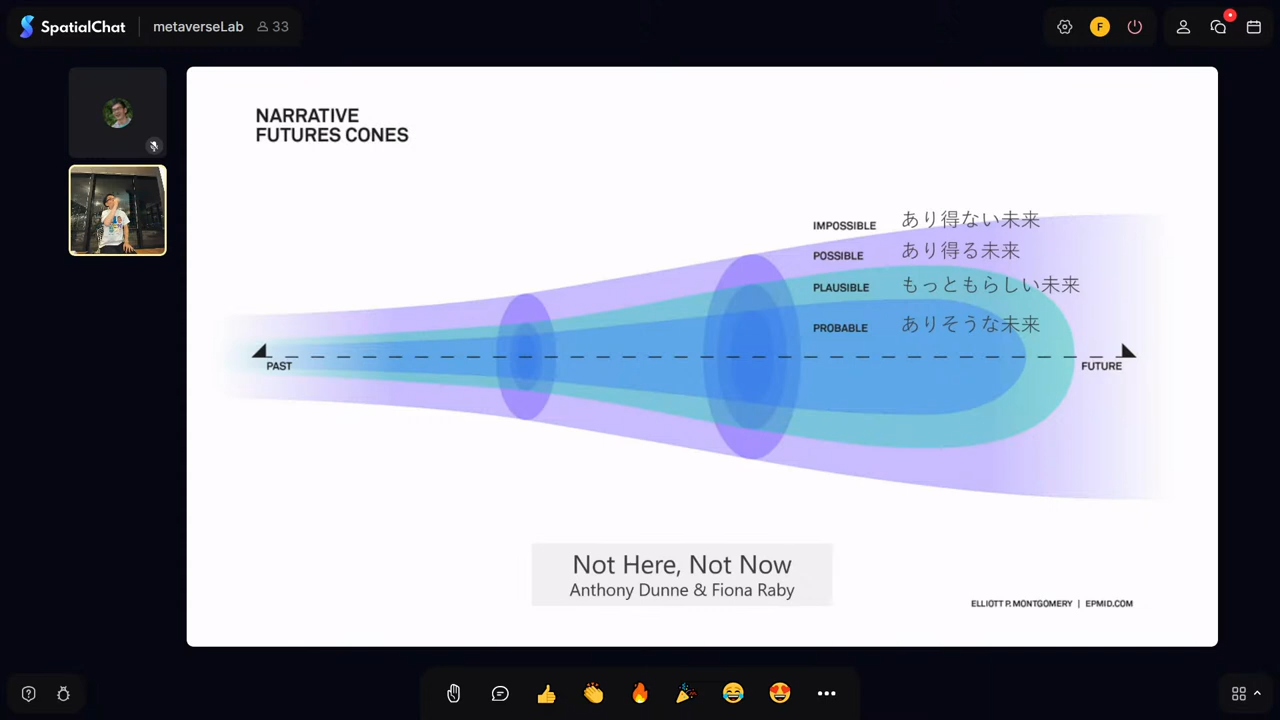 SpatialChat
metaverseLab
33
F
NARRATIVE
FUTURES CONES
IMPOSSIBLE あり得ない未来
POSSIBLE あり得る未来
PLAUSIBLE もっともらしい未来
PROBABLE ありそうな未来
PAST
FUTURE
Not Here, Not Now
Anthony Dunne & Fiona Raby
ELLIOTT P. MONTGOMERY | EPMID.COM